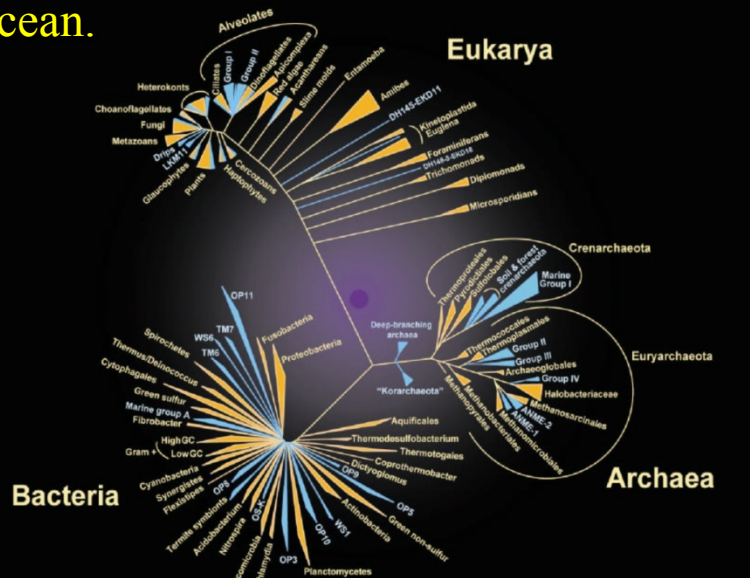 cean.
Eukarya
Alveolates
Heterokonts
Ciliates
Group I
Group II
Dinoflagellates
Apicomplexa
Red algae
Acanthareans
Slime molds
Entamoeba
Amibes
DH145-EKD11
Kinetoplastida
Euglena
Foraminiferans
Trichomonads
Diplomonads
Microsporidians
Choanoflagellates
Fungi
Metazoans
Drips
LKM11
Glaucophytes
Plants
Haptophytes
Cercozoans
Crenarchaeota
Thermoproteales
Pyrodictiales
Sulfolobales
Soil & forest
crenarchaeota
Marine
Group I
Deep-branching
archaea
"Korarchaeota"
Euryarchaeota
Thermococcales
Thermoplasmales
Group II
Group III
Archaeoglobales
Group IV
Halobacteriaceae
Methanosarcinales
ANME-2
ANME-1
Methanomicrobiales
Methanobacteriales
Methanopyrales
Archaea
OP11
TM7
WS6
TM6
Fusobacteria
Proteobacteria
Spirochetes
Thermus/Deinococcus
Cytophagales
Green sulfur
Marine group A
Fibrobacter
Gram +
High GC
Low GC
Cyanobacteria
Synergistes
Flexistipes
OP8
Termite symbionts
Acidobacterium
Nitrospira
OS-K
OP3
Planctomycetes
OP10
WS1
Actinobacteria
Green non-sulfur
OP5
OP9
Dictyoglomus
Coprothermobacter
Thermotogales
Thermodesulfobacterium
Aquificales
Bacteria